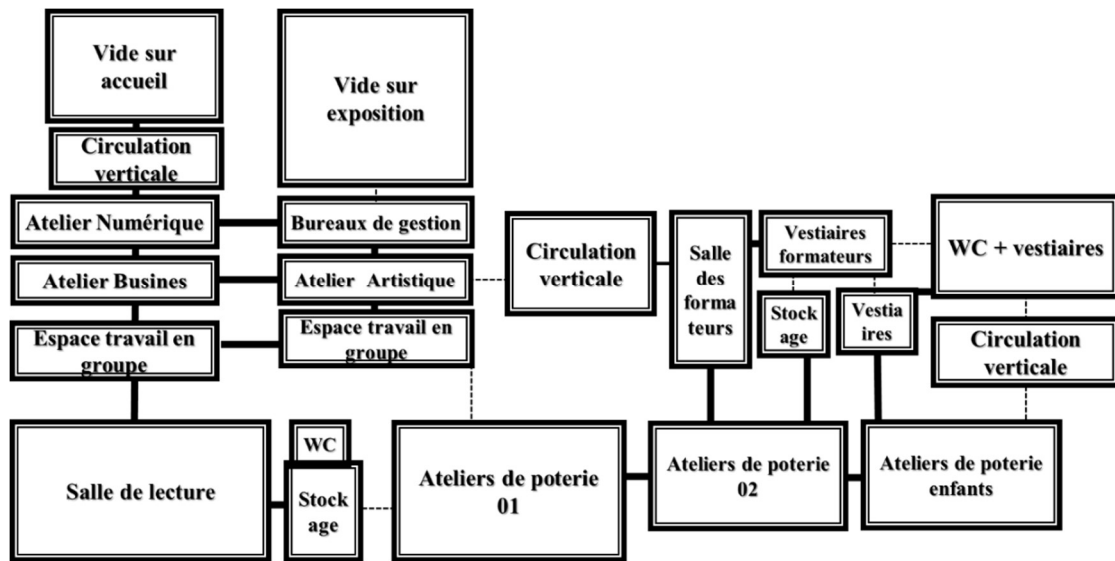 Vide sur
accueil
Vide sur
exposition
Circulation
verticale
Atelier Numérique
Bureaux de gestion
Atelier Busines
Atelier Artistique
Espace travail en
groupe
Espace travail en
groupe
Circulation
verticale
Salle
des
forma
teurs
Vestiaires
formateurs
WC + vestiaires
Stock
age
Vestia
ires
Circulation
verticale
Salle de lecture
WC
Stock
age
Ateliers de poterie
01
Ateliers de poterie
02
Ateliers de poterie
enfants